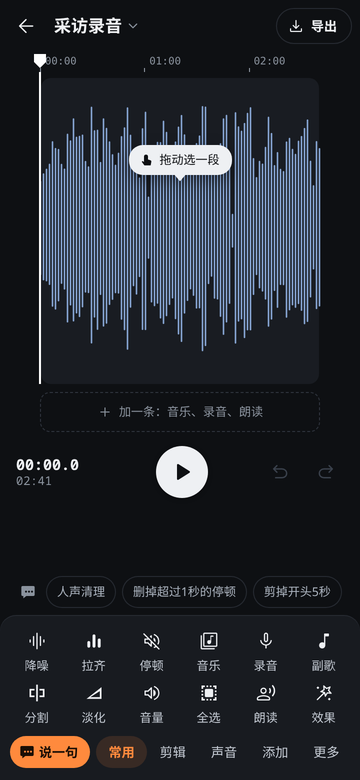 采访录音
导出
00:00 01:00 02:00
拖动选一段
加一条：音乐、录音、朗读
00:00.0
02:41
人声清理 删掉超过1秒的停顿 剪掉开头5秒
降噪 拉齐 停顿 音乐 录音 副歌
分割 淡化 音量 全选 朗读 效果
说一句 常用 剪辑 声音 添加 更多